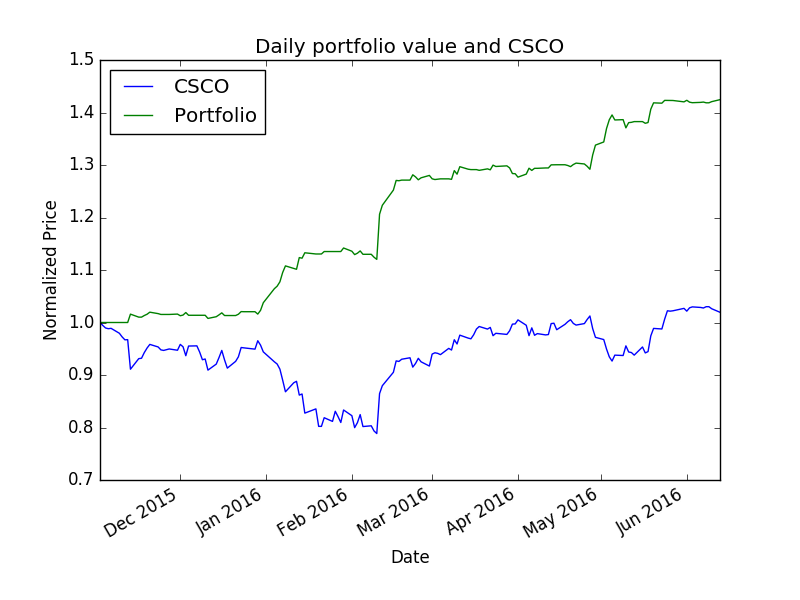 Daily portfolio value and CSCO
1.5
1.4
1.3
1.2
1.1
1.0
0.9
0.8
0.7
CSCO
Portfolio
Normalized Price
Dec 2015
Jan 2016
Feb 2016
Mar 2016
Apr 2016
May 2016
Jun 2016
Date